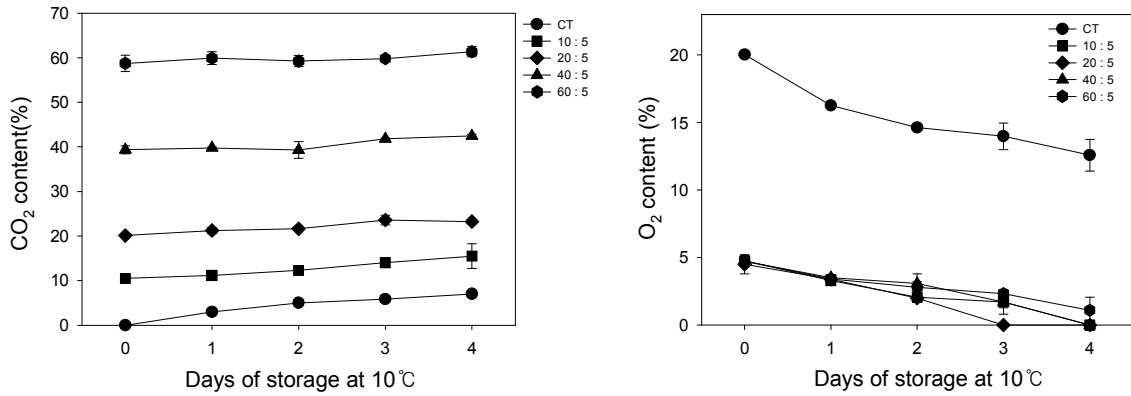 CO₂ content(%)
70
60
50
40
30
20
10
0
0 1 2 3 4
Days of storage at 10℃
CT
10 : 5
20 : 5
40 : 5
60 : 5
O₂ content (%)
20
15
10
5
0
0 1 2 3 4
Days of storage at 10℃
CT
10 : 5
20 : 5
40 : 5
60 : 5